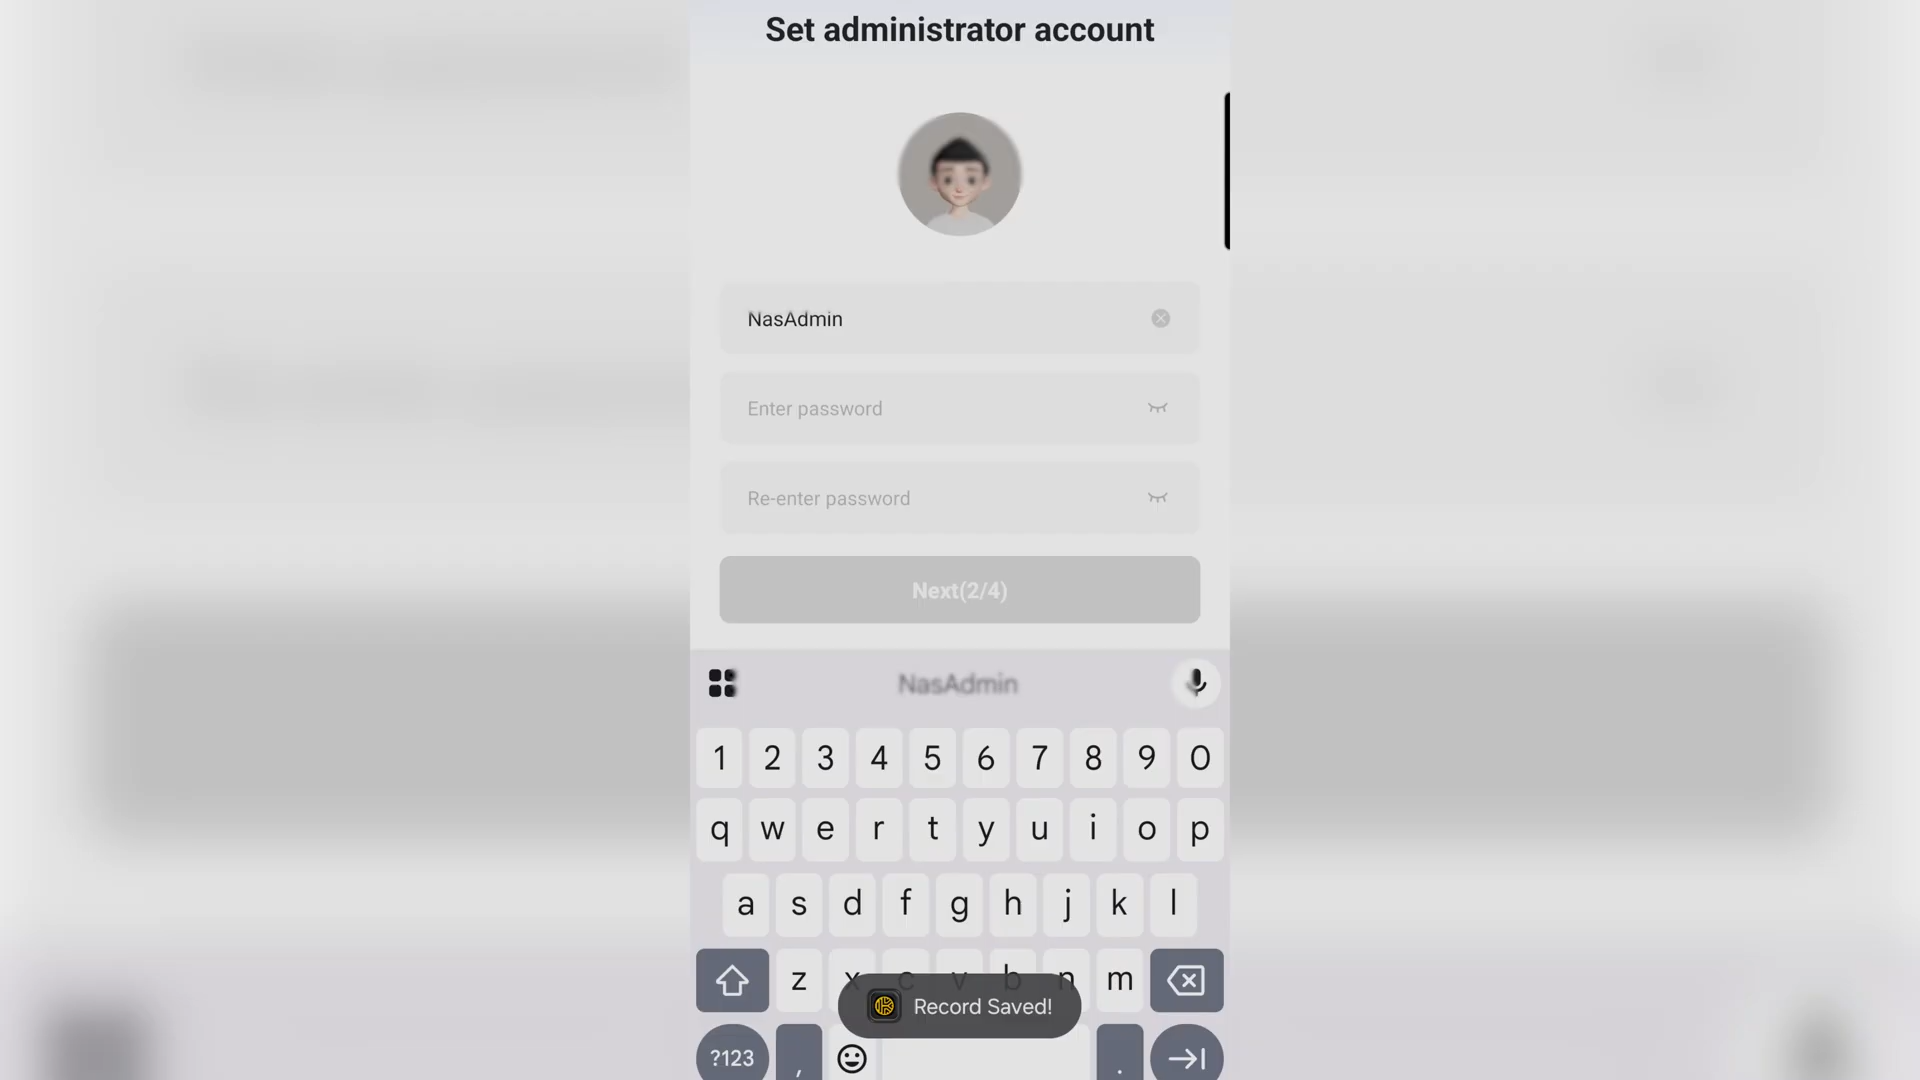 Set administrator account
NasAdmin
Enter password
Re-enter password
Next(2/4)
NasAdmin
1 2 3 4 5 6 7 8 9 0
q w e r t y u i o p
a s d f g h j k l
z x c v b n m
Record Saved!
?123 , .